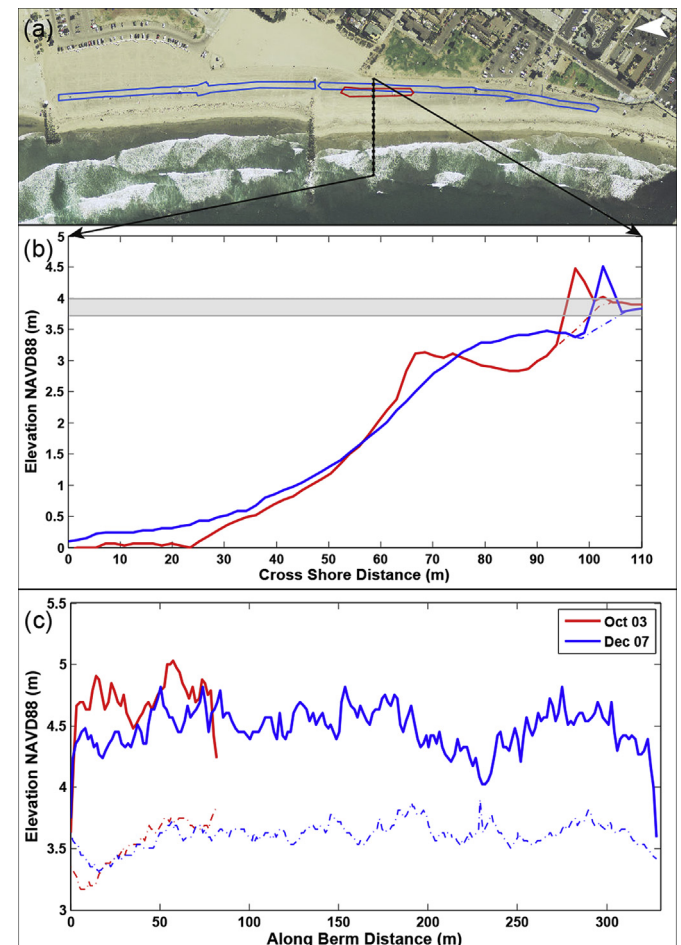 (a)
(b)
5
4.5
4
3.5
3
2.5
2
1.5
1
0.5
0
Elevation NAVD88 (m)
0 10 20 30 40 50 60 70 80 90 100 110
Cross Shore Distance (m)
(c)
5.5
5
4.5
4
3.5
3
Elevation NAVD88 (m)
Oct 03
Dec 07
0 50 100 150 200 250 300
Along Berm Distance (m)